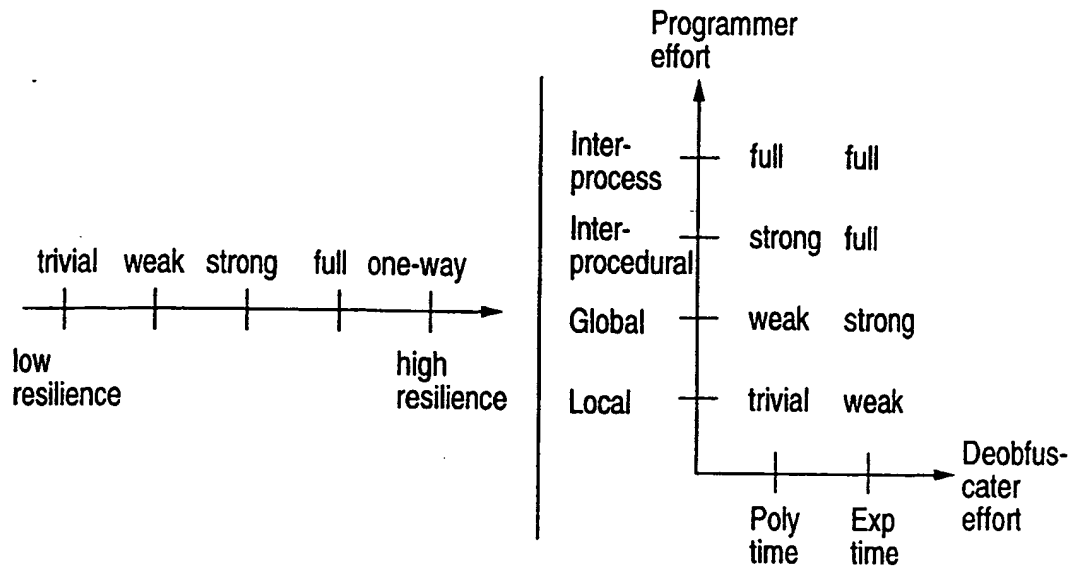 trivial weak strong full one-way
low
resilience
high
resilience
Programmer
effort
Inter-
process
full full
Inter-
procedural
strong full
Global weak strong
Local trivial weak
Deobfus-
cater
effort
Poly
time
Exp
time